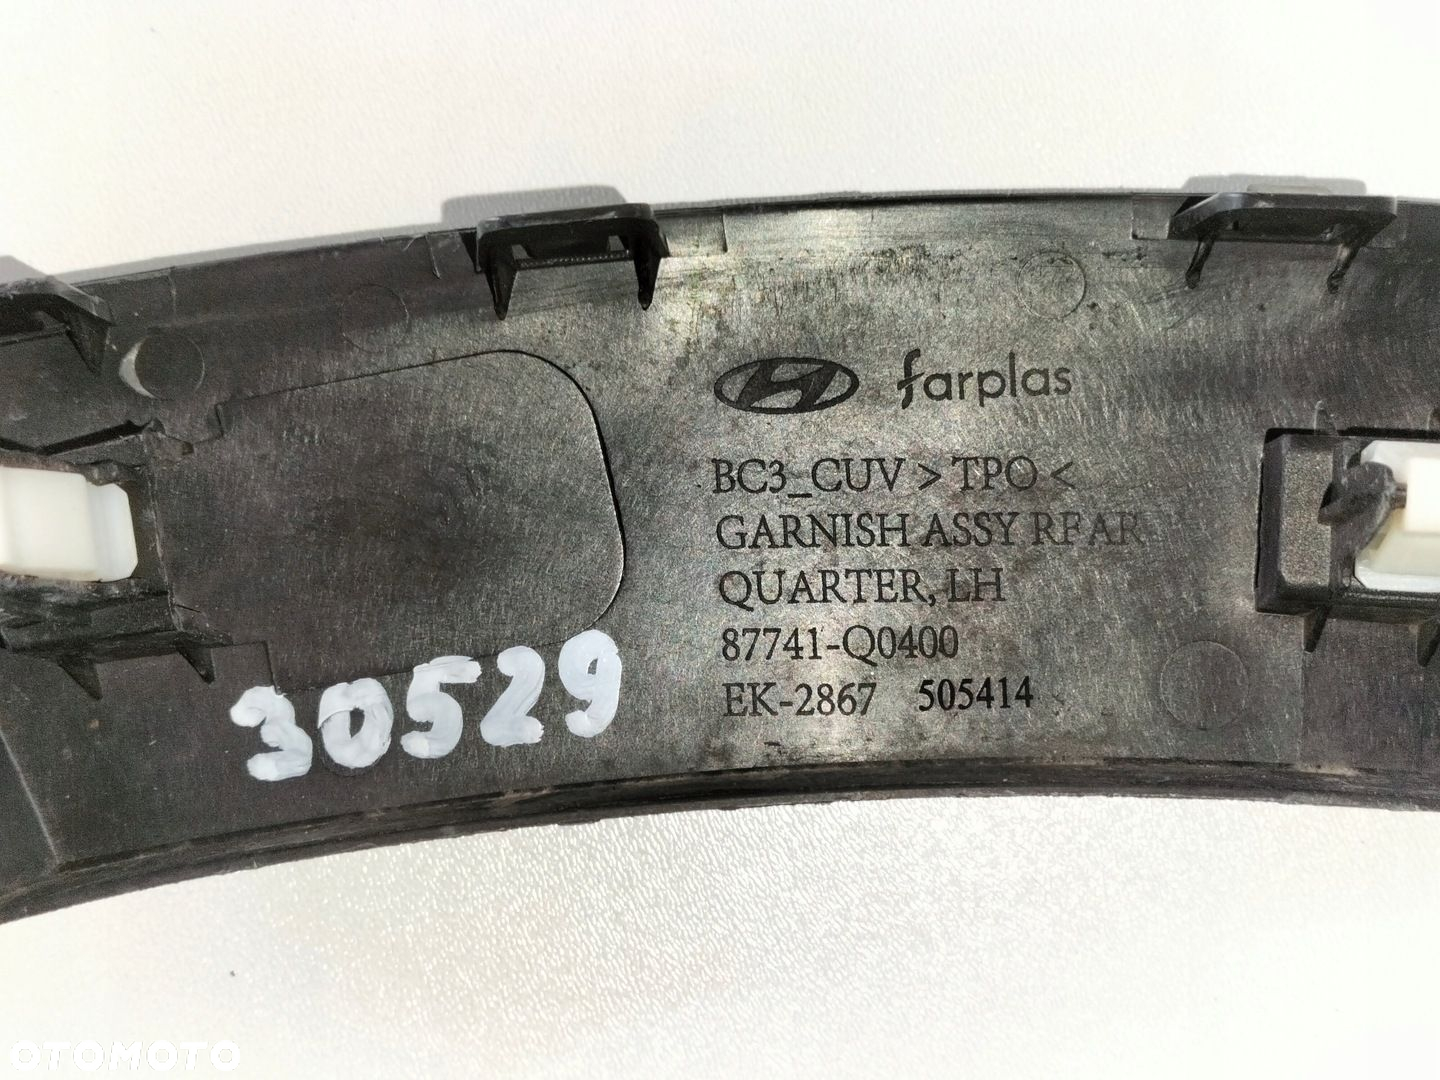 farplas
BC3_CUV > TPO <
GARNISH ASSY REAR
QUARTER, LH
87741-Q0400
EK-2867 505414
30529
OTOMOTO